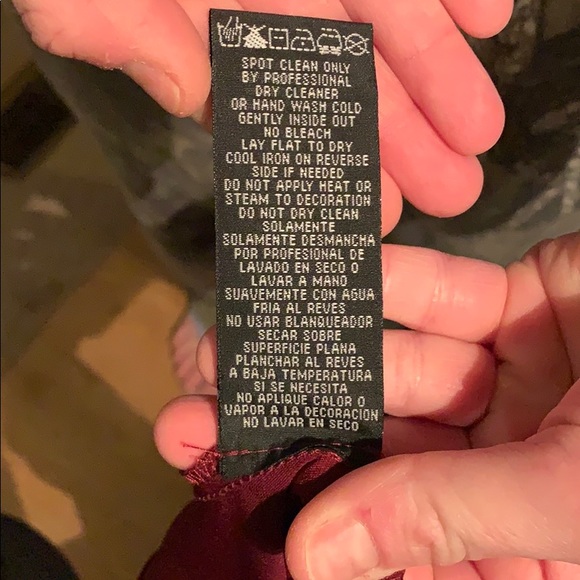 SPOT CLEAN ONLY
BY PROFESSIONAL
DRY CLEANER
OR HAND WASH COLD
GENTLY INSIDE OUT
NO BLEACH
LAY FLAT TO DRY
COOL IRON ON REVERSE
SIDE IF NEEDED
DO NOT APPLY HEAT OR
STEAM TO DECORATION
DO NOT DRY CLEAN
SOLAMENTE
SOLAMENTE DESMANCHA
POR PROFESIONAL DE
LAVADO EN SECO O
LAVAR A MANO
SUAVEMENTE CON AGUA
FRIA AL REVES
NO USAR BLANQUEADOR
SECAR SOBRE
SUPERFICIE PLANA
PLANCHAR AL REVES
A BAJA TEMPERATURA
SI SE NECESITA
NO APLIQUE CALOR O
VAPOR A LA DECORACION
NO LAVAR EN SECO